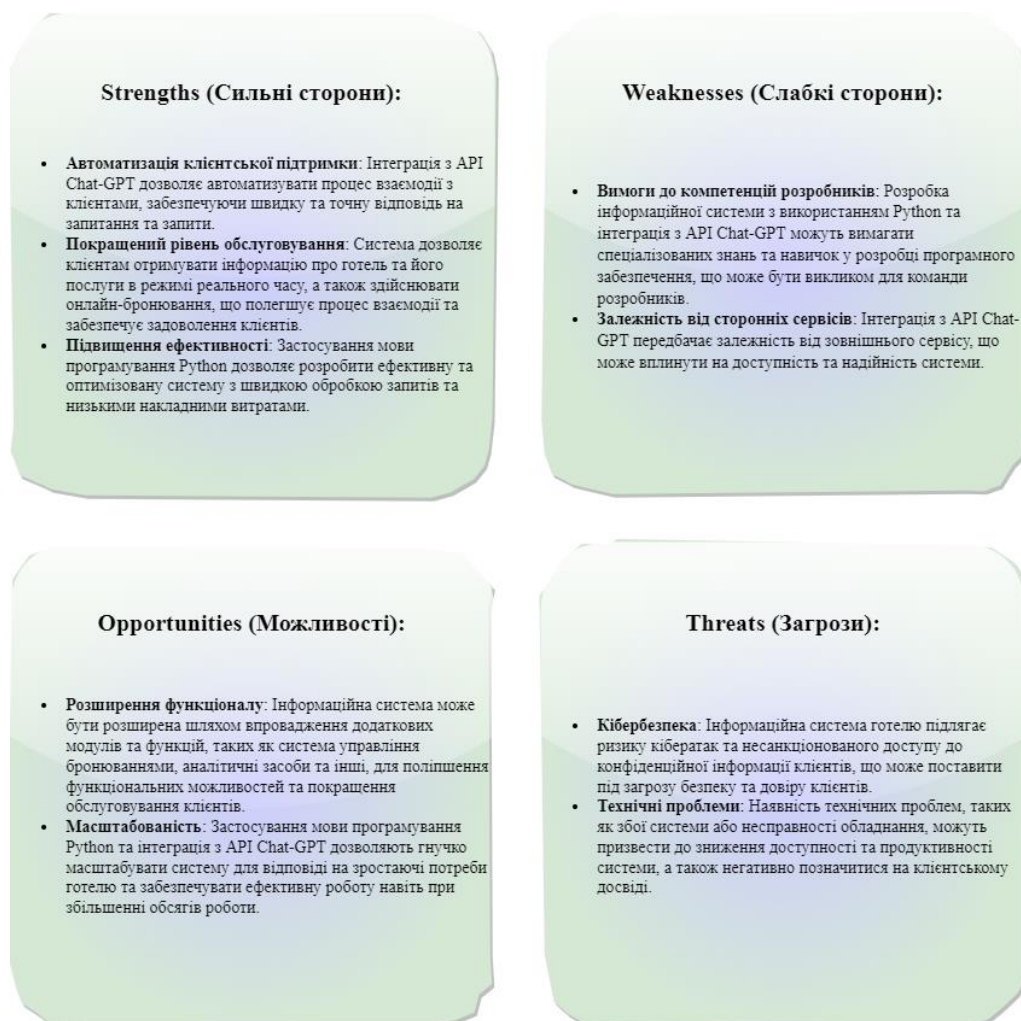 Strengths (Сильні сторони):
• Автоматизація клієнтської підтримки: Інтеграція з API
Chat-GPT дозволяє автоматизувати процес взаємодії з
клієнтами, забезпечуючи швидку та точну відповідь на
запитання та запити.
• Покращений рівень обслуговування: Система дозволяє
клієнтам отримувати інформацію про готель та його
послуги в режимі реального часу, а також здійснювати
онлайн-бронювання, що полегшує процес взаємодії та
забезпечує задоволення клієнтів.
• Підвищення ефективності: Застосування мови
програмування Python дозволяє розробити ефективну та
оптимізовану систему з швидкою обробкою запитів та
низькими накладними витратами.
Weaknesses (Слабкі сторони):
• Вимоги до компетенцій розробників: Розробка
інформаційної системи з використанням Python та
інтеграція з API Chat-GPT можуть вимагати
спеціалізованих знань та навичок у розробці програмного
забезпечення, що може бути викликом для команди
розробників.
• Залежність від сторонніх сервісів: Інтеграція з API Chat-
GPT передбачає залежність від зовнішнього сервісу, що
може вплинути на доступність та надійність системи.
Opportunities (Можливості):
• Розширення функціоналу: Інформаційна система може
бути розширена шляхом впровадження додаткових
модулів та функцій, таких як система управління
бронюваннями, аналітичні засоби та інші, для поліпшення
функціональних можливостей та покращення
обслуговування клієнтів.
• Масштабованість: Застосування мови програмування
Python та інтеграція з API Chat-GPT дозволяють гнучко
масштабувати систему для відповіді на зростаючі потреби
готелю та забезпечувати ефективну роботу навіть при
збільшенні обсягів роботи.
Threats (Загрози):
• Кібербезпека: Інформаційна система готелю підлягає
ризику кібератак та несанкціонованого доступу до
конфіденційної інформації клієнтів, що може поставити
під загрозу безпеку та довіру клієнтів.
• Технічні проблеми: Наявність технічних проблем, таких
як збої системи або несправності обладнання, можуть
призвести до зниження доступності та продуктивності
системи, а також негативно позначитися на клієнтському
досвіді.